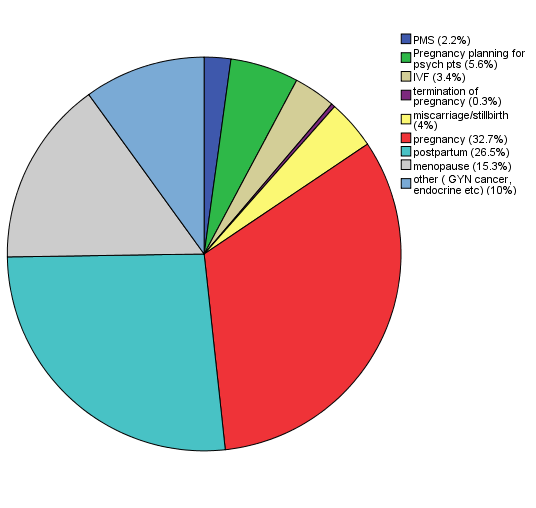 PMS (2.2%)
Pregnancy planning for
psych pts (5.6%)
IVF (3.4%)
termination of
pregnancy (0.3%)
miscarriage/stillbirth
(4%)
pregnancy (32.7%)
postpartum (26.5%)
menopause (15.3%)
other ( GYN cancer,
endocrine etc) (10%)